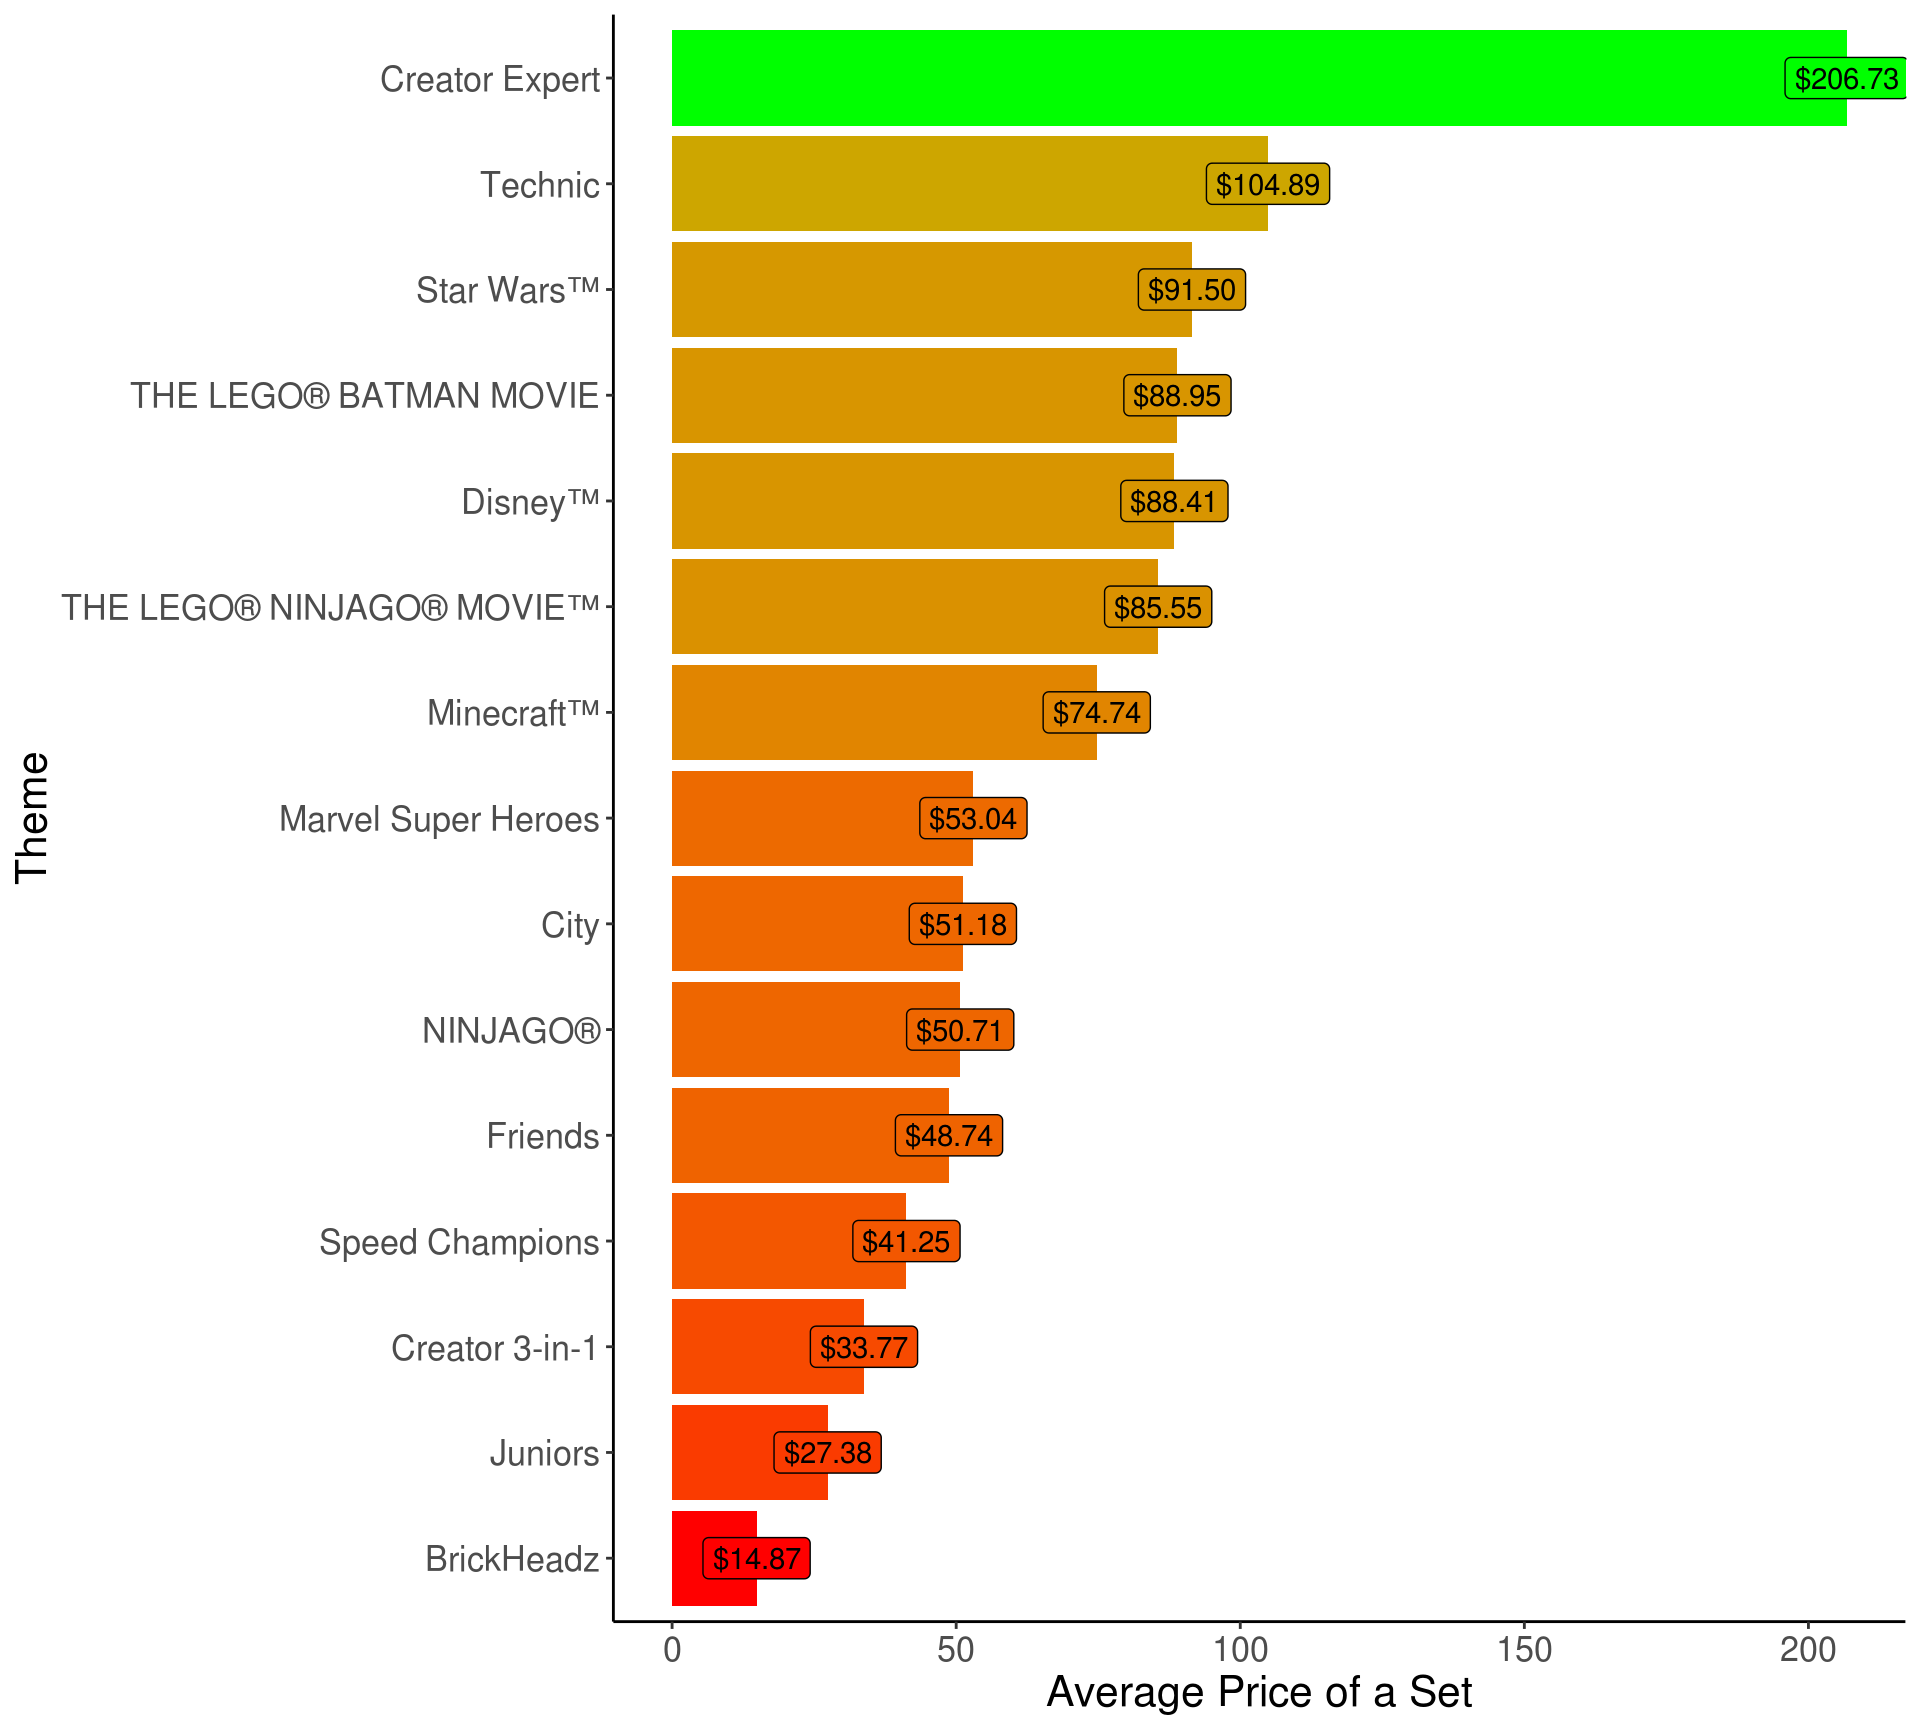 Creator Expert
$206.73
Technic
$104.89
Star Wars™
$91.50
THE LEGO® BATMAN MOVIE
$88.95
Disney™
$88.41
THE LEGO® NINJAGO® MOVIE™
$85.55
Minecraft™
$74.74
Marvel Super Heroes
$53.04
City
$51.18
NINJAGO®
$50.71
Friends
$48.74
Speed Champions
$41.25
Creator 3-in-1
$33.77
Juniors
$27.38
BrickHeadz
$14.87
Theme
0 50 100 150 200
Average Price of a Set